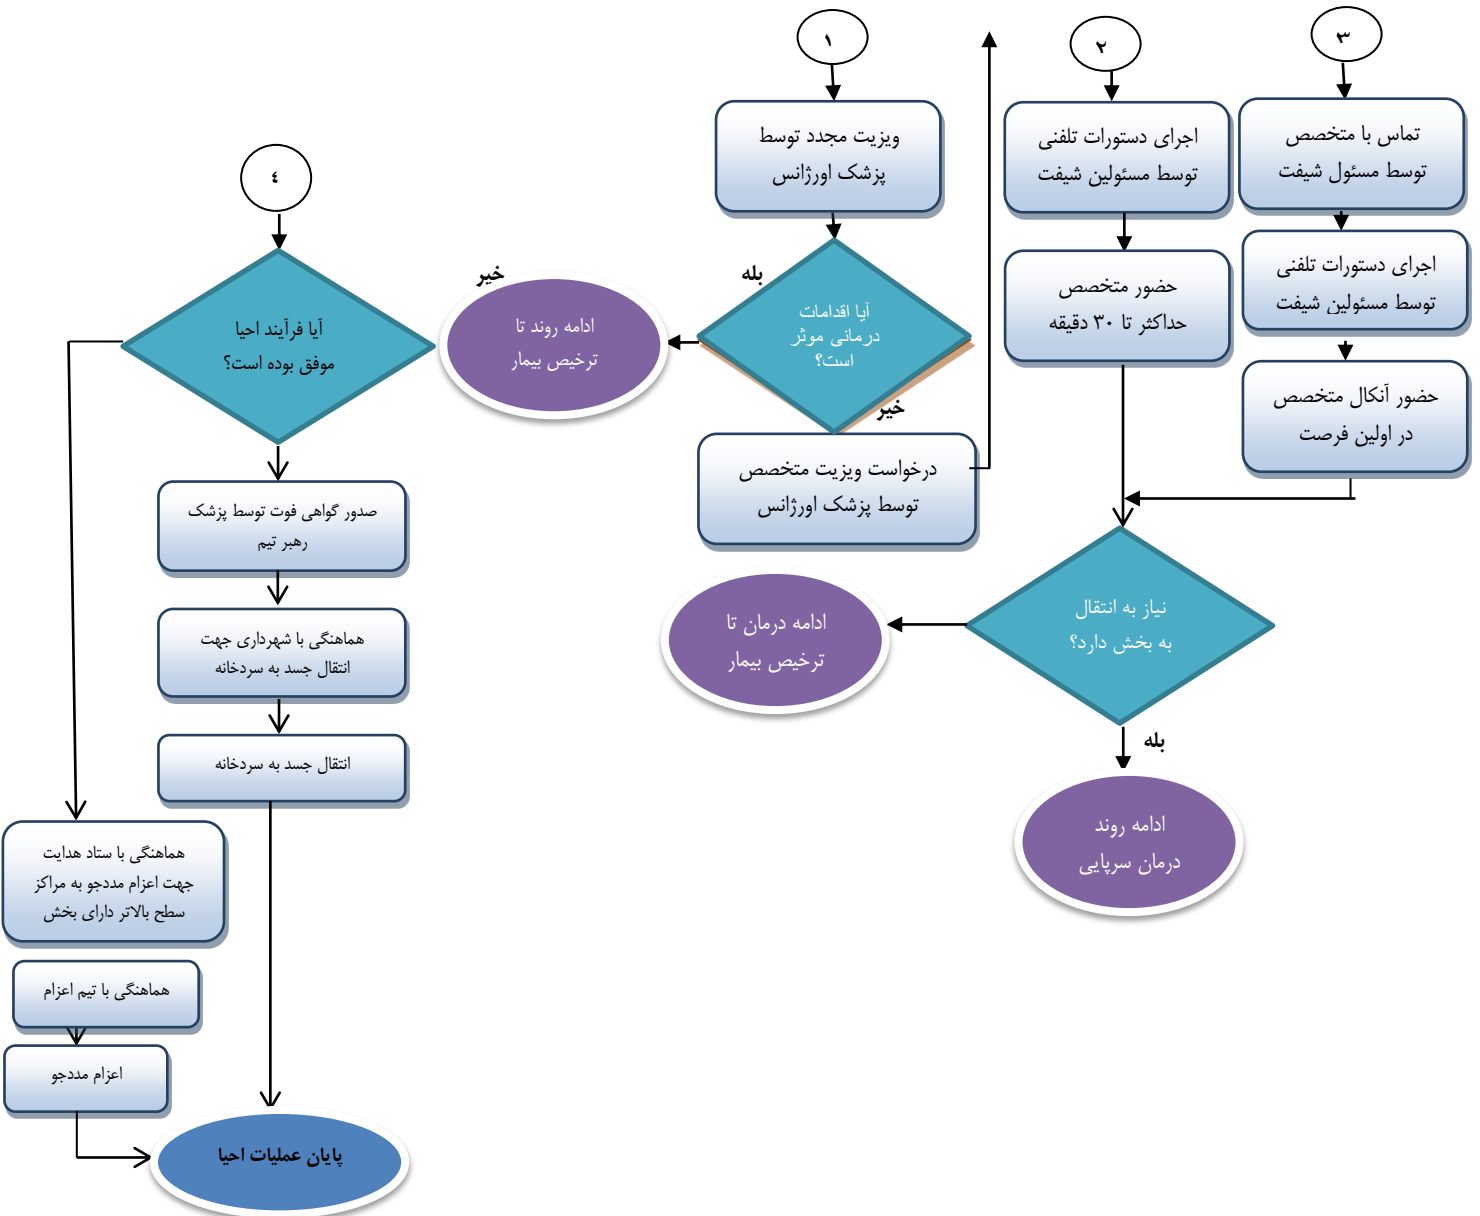 ۳
تماس با متخصص
توسط مسئول شیفت
اجرای دستورات تلفنی
توسط مسئولین شیفت
حضور آنکال متخصص
در اولین فرصت
۲
اجرای دستورات تلفنی
توسط مسئولین شیفت
حضور متخصص
حداکثر تا ۳۰ دقیقه
نیاز به انتقال
به بخش دارد؟
بله
ادامه روند
درمان سرپایی
ادامه درمان تا
ترخیص بیمار
۱
ویزیت مجدد توسط
پزشک اورژانس
آیا اقدامات
درمانی موثر
است؟
بله
خیر
ادامه روند تا
ترخیص بیمار
خیر
درخواست ویزیت متخصص
توسط پزشک اورژانس
٤
آیا فرآیند احیا
موفق بوده است؟
صدور گواهی فوت توسط پزشک
رهبر تیم
هماهنگی با شهرداری جهت
انتقال جسد به سردخانه
انتقال جسد به سردخانه
هماهنگی با ستاد هدایت
جهت اعزام مددجو به مراکز
سطح بالاتر دارای بخش
هماهنگی با تیم اعزام
اعزام مددجو
پایان عملیات احیا